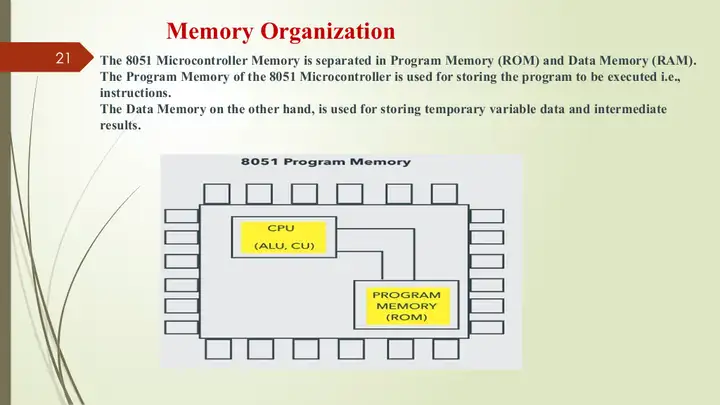 Memory Organization
21
The 8051 Microcontroller Memory is separated in Program Memory (ROM) and Data Memory (RAM).
The Program Memory of the 8051 Microcontroller is used for storing the program to be executed i.e.,
instructions.
The Data Memory on the other hand, is used for storing temporary variable data and intermediate
results.
8051 Program Memory
CPU
(ALU, CU)
PROGRAM
MEMORY
(ROM)